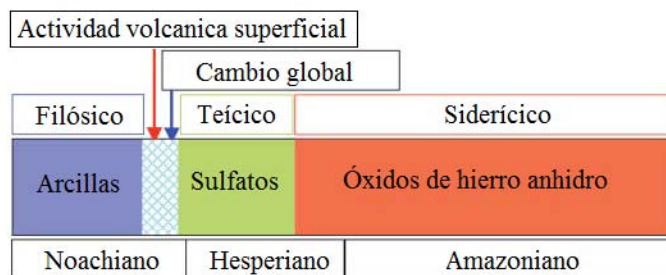 Actividad volcanica superficial
Cambio global
Filósico
Teícico
Siderícico
Arcillas
Sulfatos
Óxidos de hierro anhidro
Noachiano
Hesperiano
Amazoniano